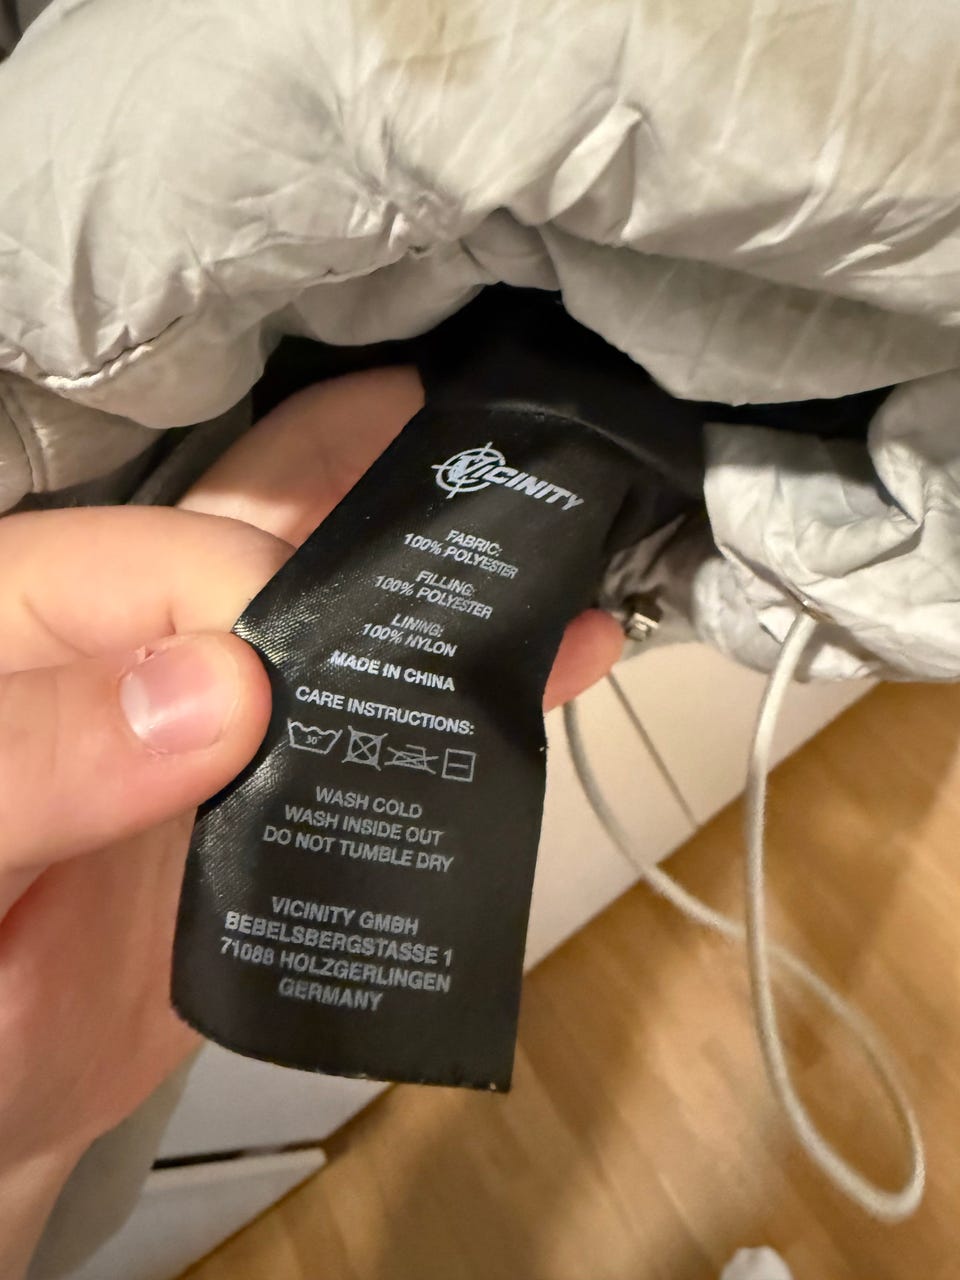 VICINITY
FABRIC:
100% POLYESTER
FILLING:
100% POLYESTER
LINING:
100% NYLON
MADE IN CHINA
CARE INSTRUCTIONS:
30°
WASH COLD
WASH INSIDE OUT
DO NOT TUMBLE DRY
VICINITY GMBH
BEBELSBERGSTASSE 1
71088 HOLZGERLINGEN
GERMANY